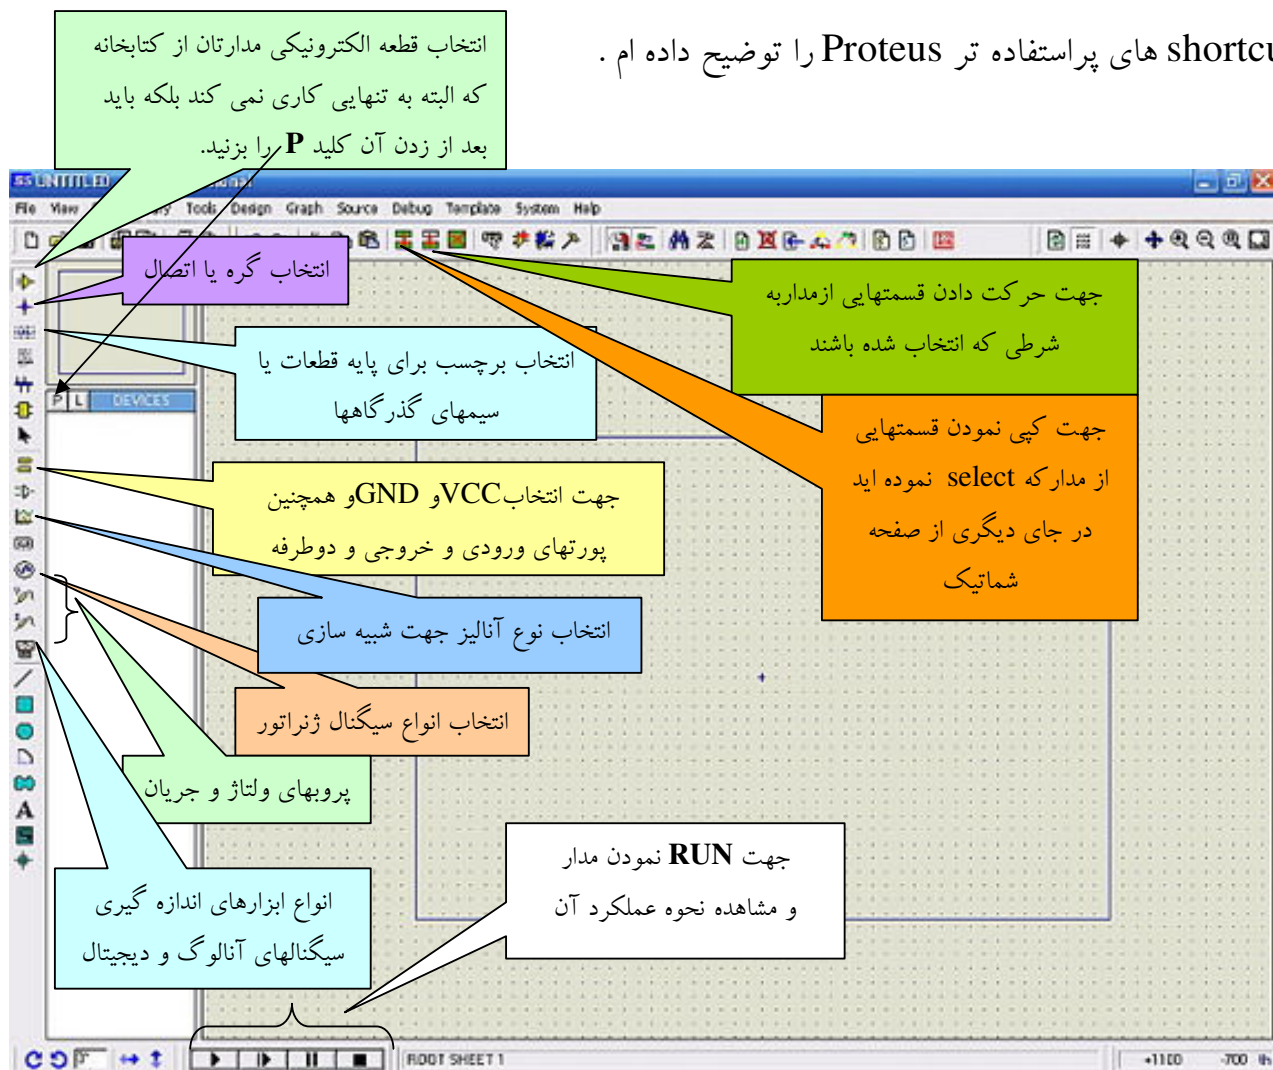 shortcu های پراستفاده تر Proteus را توضیح داده ام .
انتخاب قطعه الکترونیکی مدارتان از کتابخانه
که البته به تنهایی کاری نمی کند بلکه باید
بعد از زدن آن کلید P را بزنید.
UNTITLED
File View Tools Design Graph Source Debug Template System Help
انتخاب گره یا اتصال
جهت حرکت دادن قسمتهایی ازمداربه
شرطی که انتخاب شده باشند
انتخاب برچسب برای پایه قطعات یا
سیمهای گذرگاهها
P L DEVICES
جهت کپی نمودن قسمتهایی
از مدارکه select نموده اید
در جای دیگری از صفحه
شماتیک
جهت انتخابVCCو GNDو همچنین
پورتهای ورودی و خروجی و دوطرفه
انتخاب نوع آنالیز جهت شبیه سازی
انتخاب انواع سیگنال ژنراتور
پروبهای ولتاژ و جریان
A
جهت RUN نمودن مدار
و مشاهده نحوه عملکرد آن
انواع ابزارهای اندازه گیری
سیگنالهای آنالوگ و دیجیتال
ROOT SHEET 1
+1100 -700 th